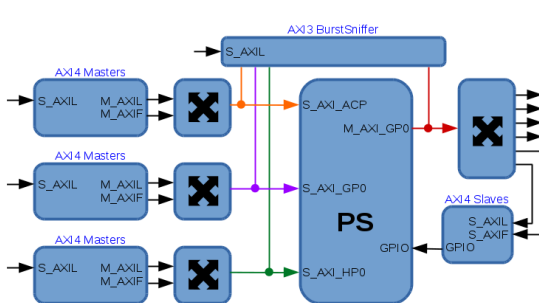 AXI3 BurstSniffer
S_AXIL
AXI4 Masters
S_AXIL
M_AXIL
M_AXIF
S_AXI_ACP
M_AXI_GP0
AXI4 Masters
S_AXIL
M_AXIL
M_AXIF
S_AXI_GP0
PS
AXI4 Slaves
S_AXIL
S_AXIF
GPIO
GPIO
AXI4 Masters
S_AXIL
M_AXIL
M_AXIF
S_AXI_HP0